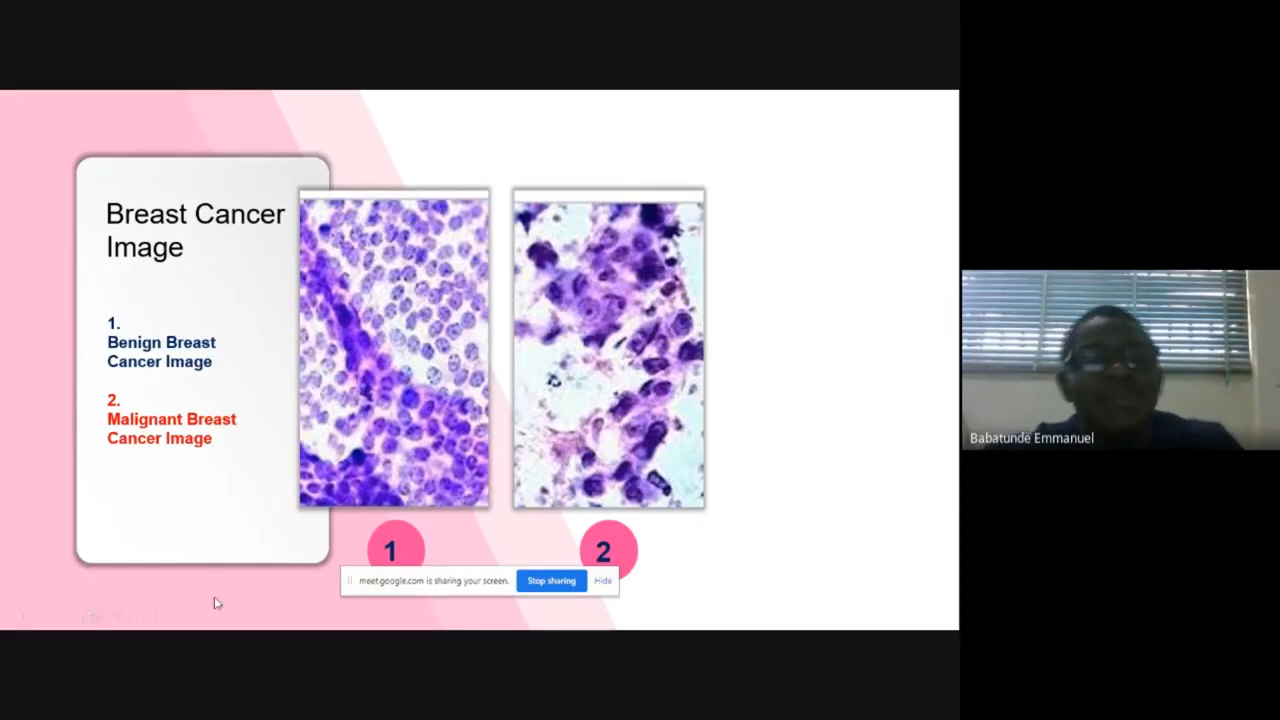 Breast Cancer
Image
1.
Benign Breast
Cancer Image
2.
Malignant Breast
Cancer Image
1
2
meet.google.com is sharing your screen.
Stop sharing
Hide
Babatunde Emmanuel